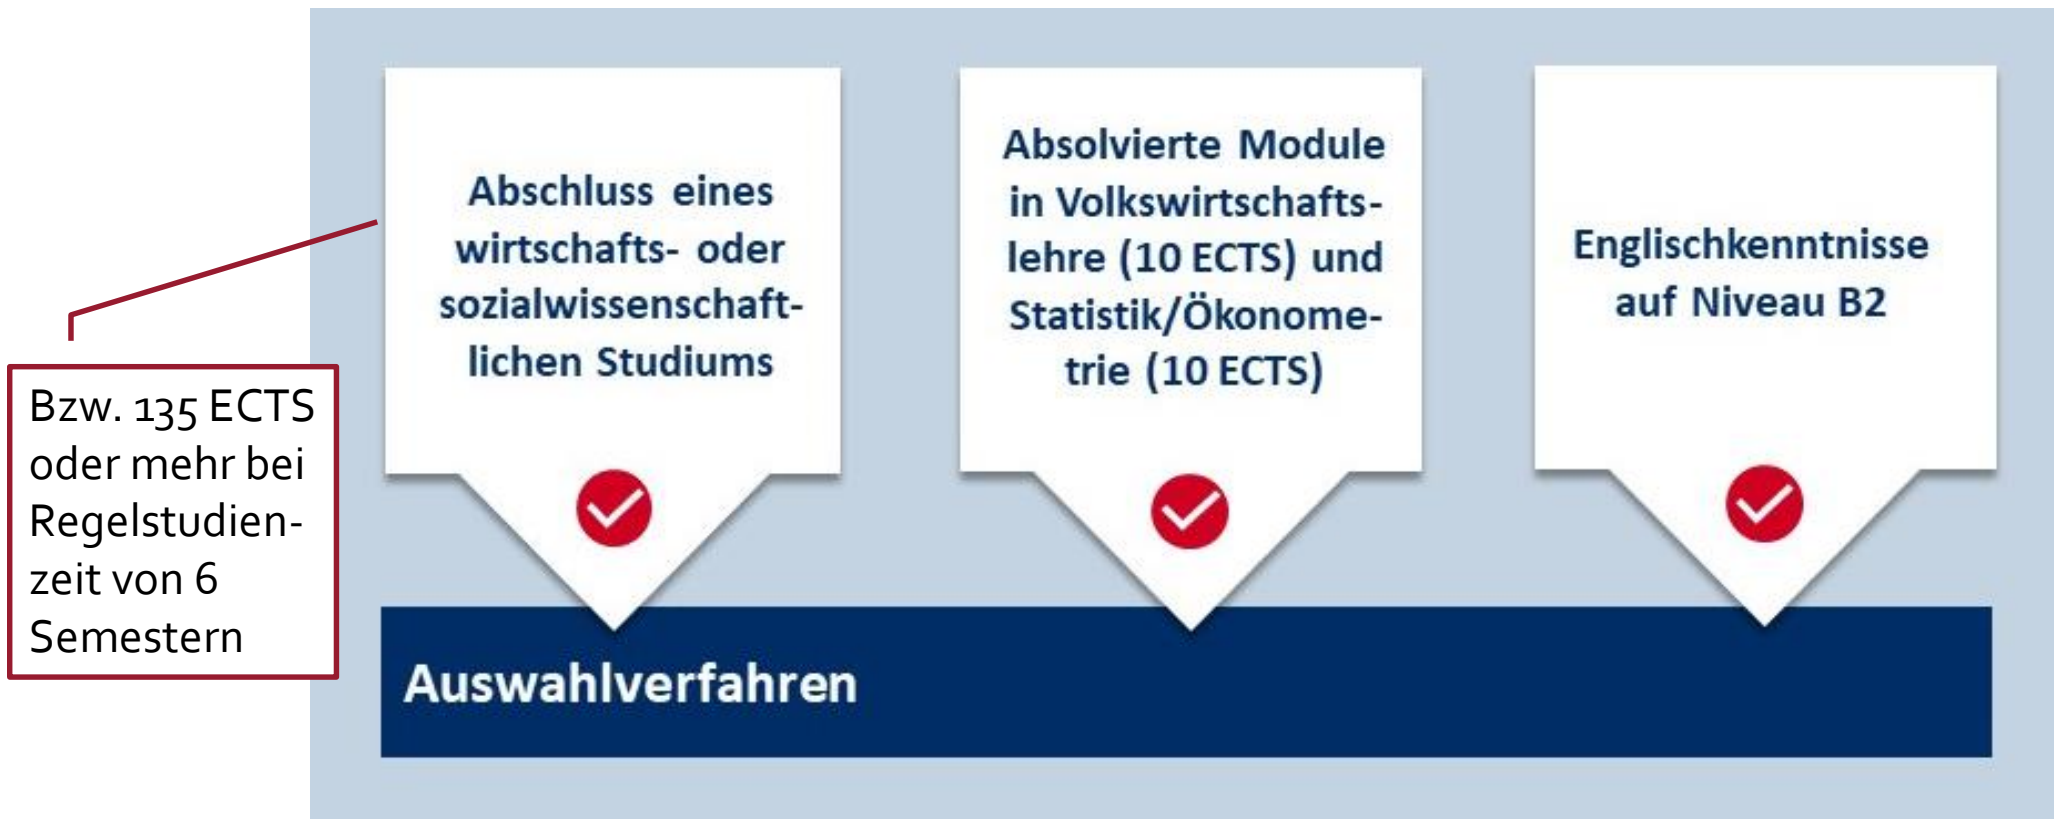 Abschluss eines
wirtschafts- oder
sozialwissenschaft-
lichen Studiums
Absolvierte Module
in Volkswirtschafts-
lehre (10 ECTS) und
Statistik/Ökonome-
trie (10 ECTS)
Englischkenntnisse
auf Niveau B2
Bzw. 135 ECTS
oder mehr bei
Regelstudien-
zeit von 6
Semestern
Auswahlverfahren